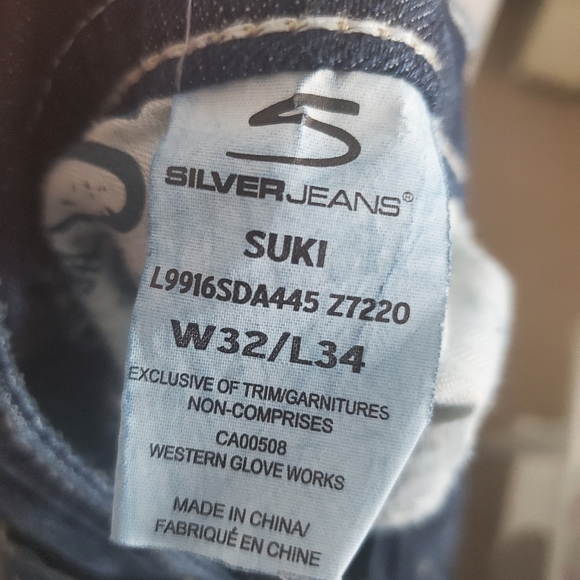 SILVERJEANS®
SUKI
L9916SDA445 Z7220
W32/L34
EXCLUSIVE OF TRIM/GARNITURES
NON-COMPRISES
CA00508
WESTERN GLOVE WORKS
MADE IN CHINA/
FABRIQUÉ EN CHINE